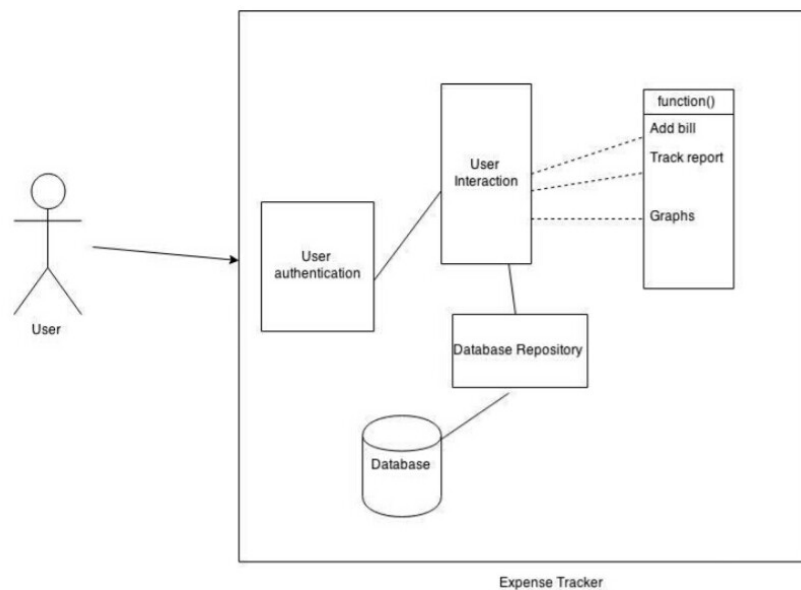 function()
Add bill
Track report
Graphs
User
Interaction
User
authentication
User
Database Repository
Database
Expense Tracker